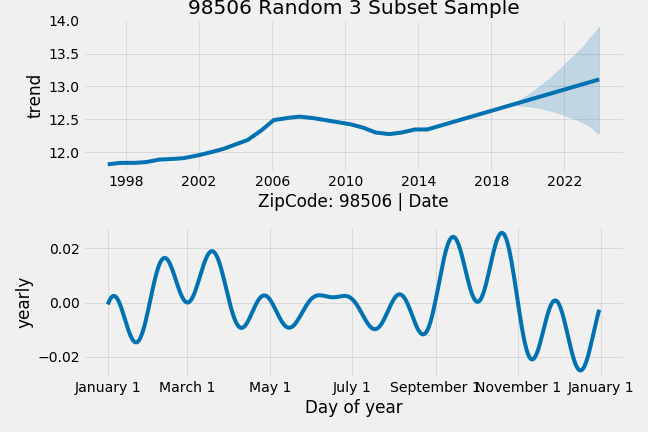 98506 Random 3 Subset Sample
14.0
13.5
13.0
12.5
12.0
trend
1998 2002 2006 2010 2014 2018 2022
ZipCode: 98506 | Date
0.02
0.00
−0.02
yearly
January 1 March 1 May 1 July 1 September 1 November 1 January 1
Day of year